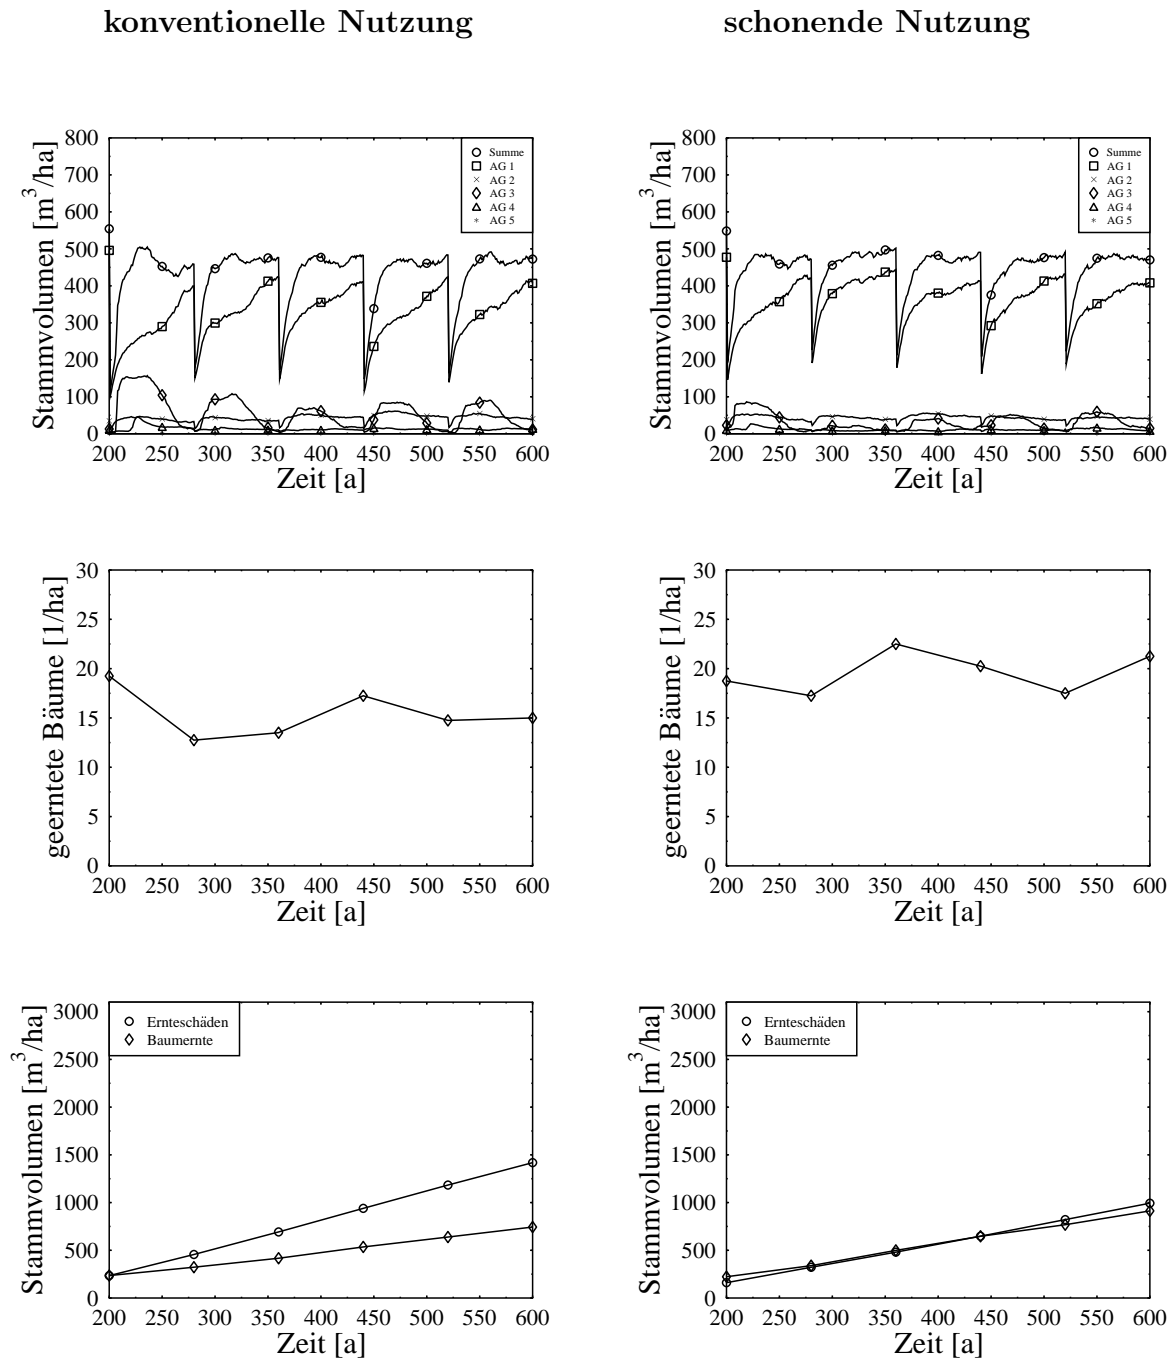 konventionelle Nutzung
schonende Nutzung
800
700
600
500
400
300
200
100
0
Stammvolumen [m³/ha]
Summe
AG 1
AG 2
AG 3
AG 4
AG 5
200 250 300 350 400 450 500 550 600
Zeit [a]
800
700
600
500
400
300
200
100
0
Stammvolumen [m³/ha]
Summe
AG 1
AG 2
AG 3
AG 4
AG 5
200 250 300 350 400 450 500 550 600
Zeit [a]
30
25
20
15
10
5
0
geerntete Bäume [1/ha]
200 250 300 350 400 450 500 550 600
Zeit [a]
30
25
20
15
10
5
0
geerntete Bäume [1/ha]
200 250 300 350 400 450 500 550 600
Zeit [a]
3000
2500
2000
1500
1000
500
0
Stammvolumen [m³/ha]
Ernteschäden
Baumernte
200 250 300 350 400 450 500 550 600
Zeit [a]
3000
2500
2000
1500
1000
500
0
Stammvolumen [m³/ha]
Ernteschäden
Baumernte
200 250 300 350 400 450 500 550 600
Zeit [a]